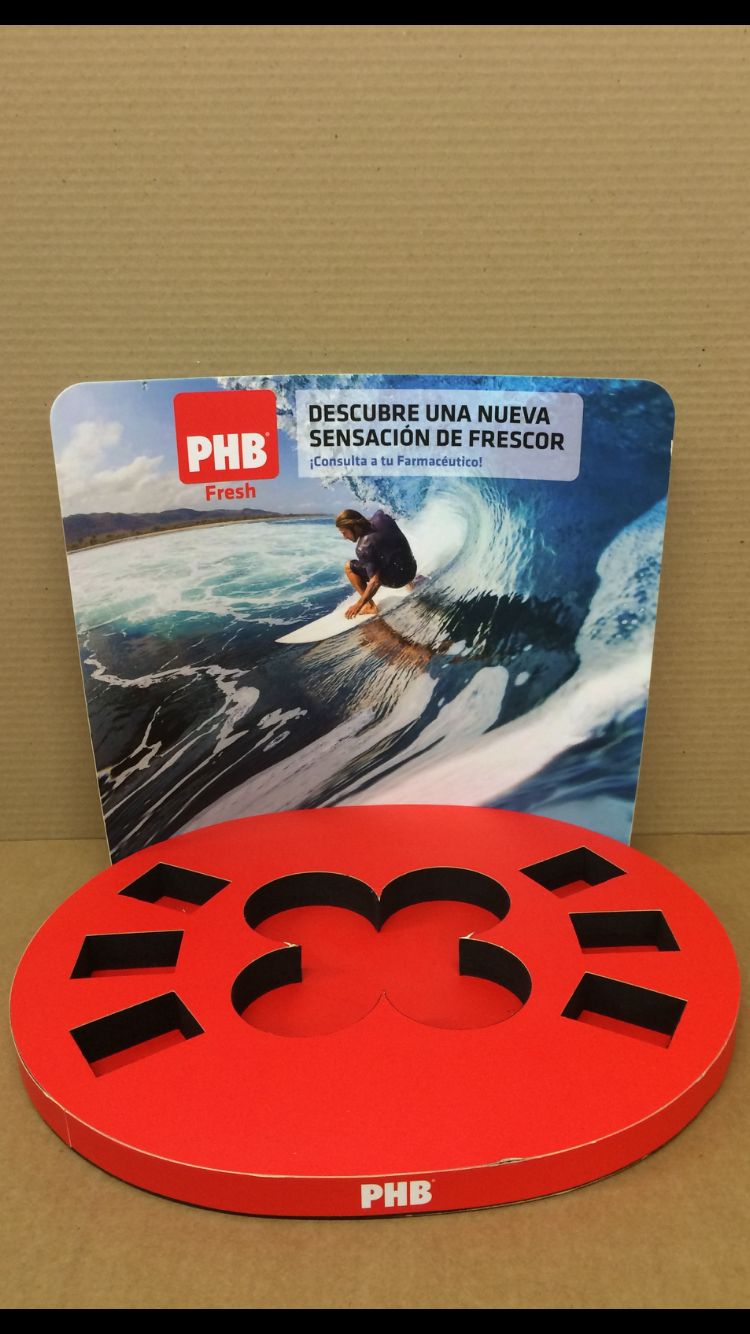 PHB®
Fresh
DESCUBRE UNA NUEVA
SENSACIÓN DE FRESCOR
¡Consulta a tu Farmacéutico!
PHB®